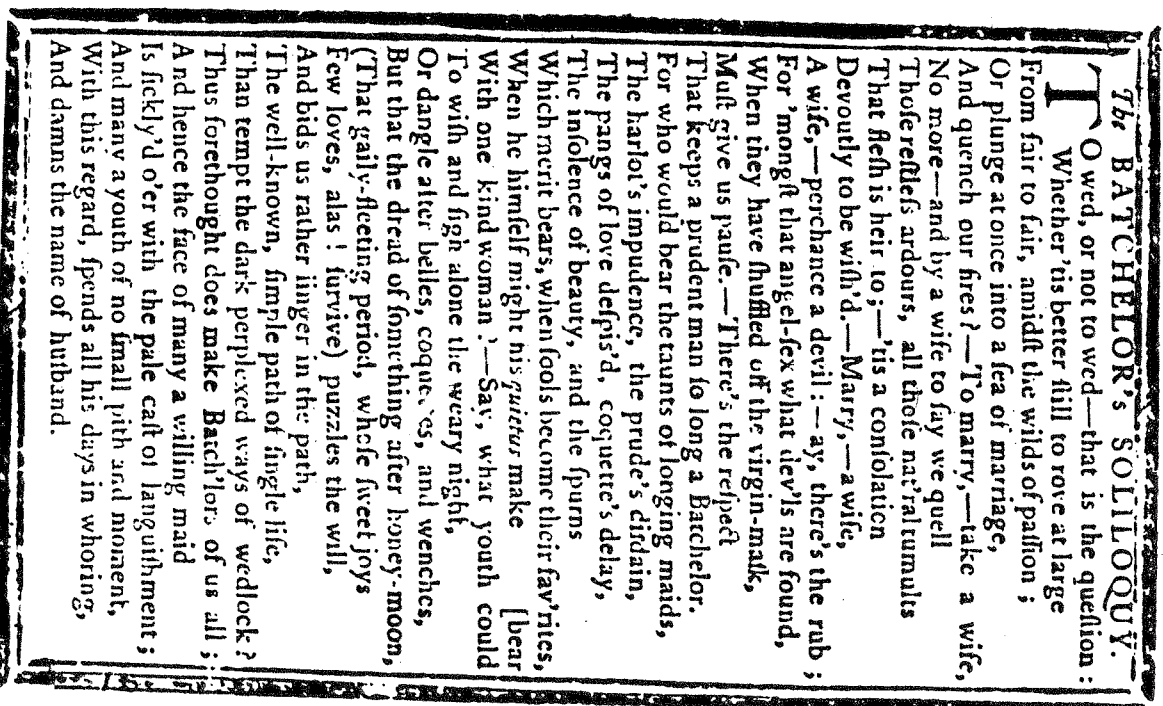 The BATCHELOR's SOLILOQUY.
TO wed, or not to wed—that is the queſtion:
Whether 'tis better ſtill to rove at large
From fair to fair, amidſt the wilds of paſſion;
Or plunge at once into a ſea of marriage,
And quench our fires?—To marry,—take a wife,
No more—and by a wife to ſay we quell
Thoſe reſtleſs ardours, all thoſe nat'ral tumults
That fleſh is heir to;—'tis a conſolation
Devoutly to be wiſh'd.—Marry,—a wife,
A wife,—perchance a devil:—ay, there's the rub;
For 'mongſt that angel-ſex what dev'ls are found,
When they have ſhuffled off the virgin-maſk,
Muſt give us pauſe.—There's the reſpect
That keeps a prudent man ſo long a Batchelor.
For who would bear the taunts of longing maids,
The harlot's impudence, the prude's diſdain,
The pangs of love deſpis'd, coquette's delay,
The inſolence of beauty, and the ſpurns
Which merit bears, when fools become their fav'rites,
When he himſelf might his quietus make [bear
With one kind woman?—Say, what youth could
To wiſh and ſigh alone the weary night,
Or dangle after belles, coquettes, and wenches,
But that the dread of ſomething after honey-moon,
(That gaily-fleeting period, whoſe ſweet joys
Few loves, alas! ſurvive) puzzles the will,
And bids us rather linger in the path,
The well-known, ſimple path of ſingle life,
Than tempt the dark perplexed ways of wedlock?
Thus forethought does make Batch'lors of us all;
And hence the face of many a willing maid
Is ſickly'd o'er with the pale caſt of languiſhment;
And many a youth of no ſmall pith and moment,
With this regard, ſpends all his days in whoring,
And damns the name of huſband.